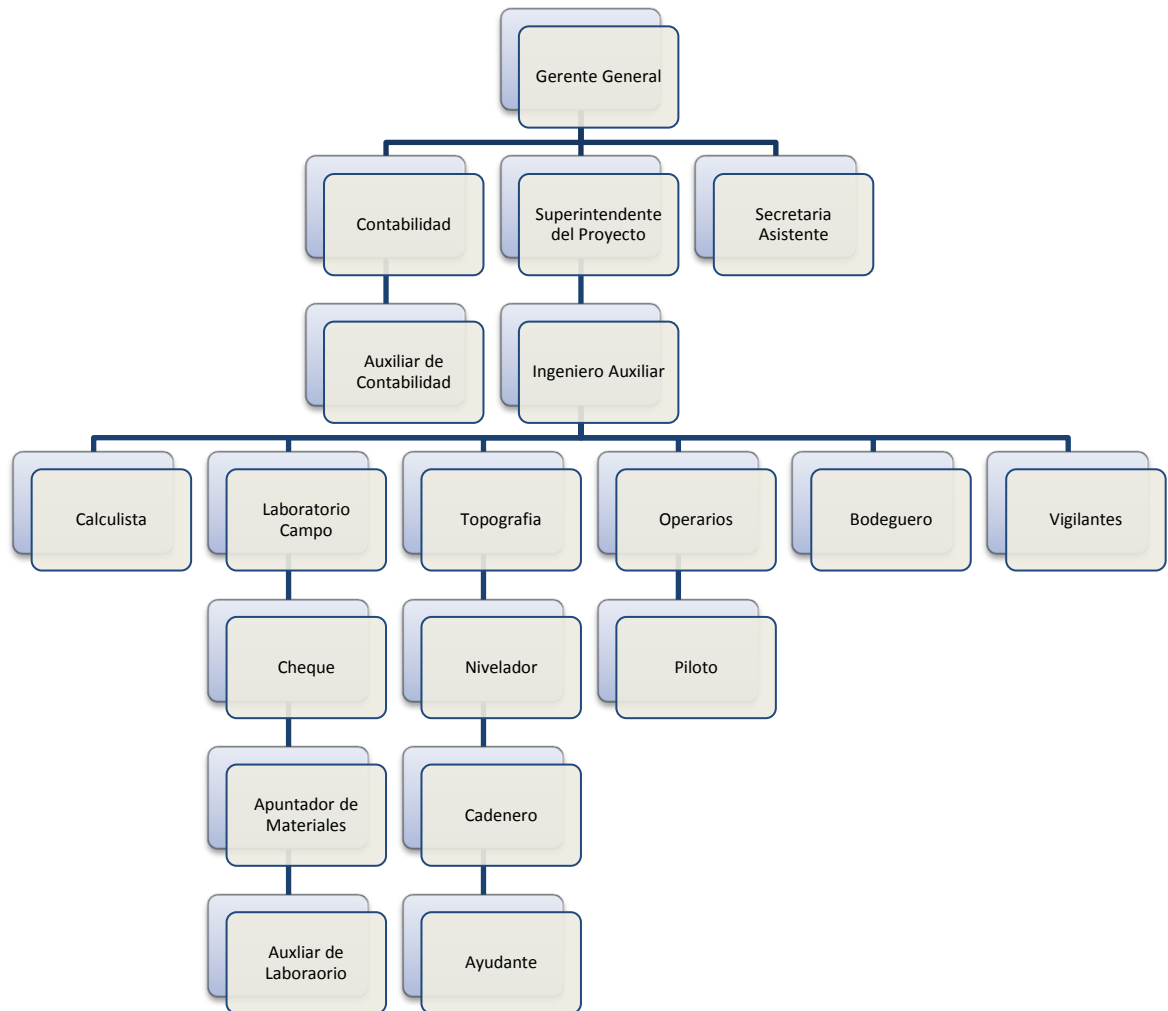 Gerente General
Contabilidad
Superintendente
del Proyecto
Secretaria
Asistente
Auxiliar de
Contabilidad
Ingeniero Auxiliar
Calculista
Laboratorio
Campo
Topografia
Operarios
Bodeguero
Vigilantes
Cheque
Nivelador
Piloto
Apuntador de
Materiales
Cadenero
Auxliar de
Laboraorio
Ayudante